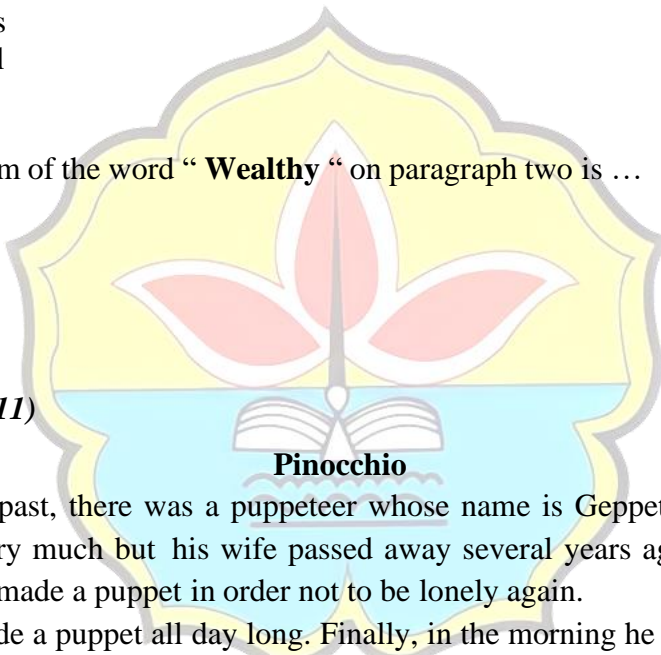 s
l
m of the word “ Wealthy “ on paragraph two is …
11)
Pinocchio
past, there was a puppeteer whose name is Geppet
ry much but his wife passed away several years ag
made a puppet in order not to be lonely again.
de a puppet all day long. Finally, in the morning he